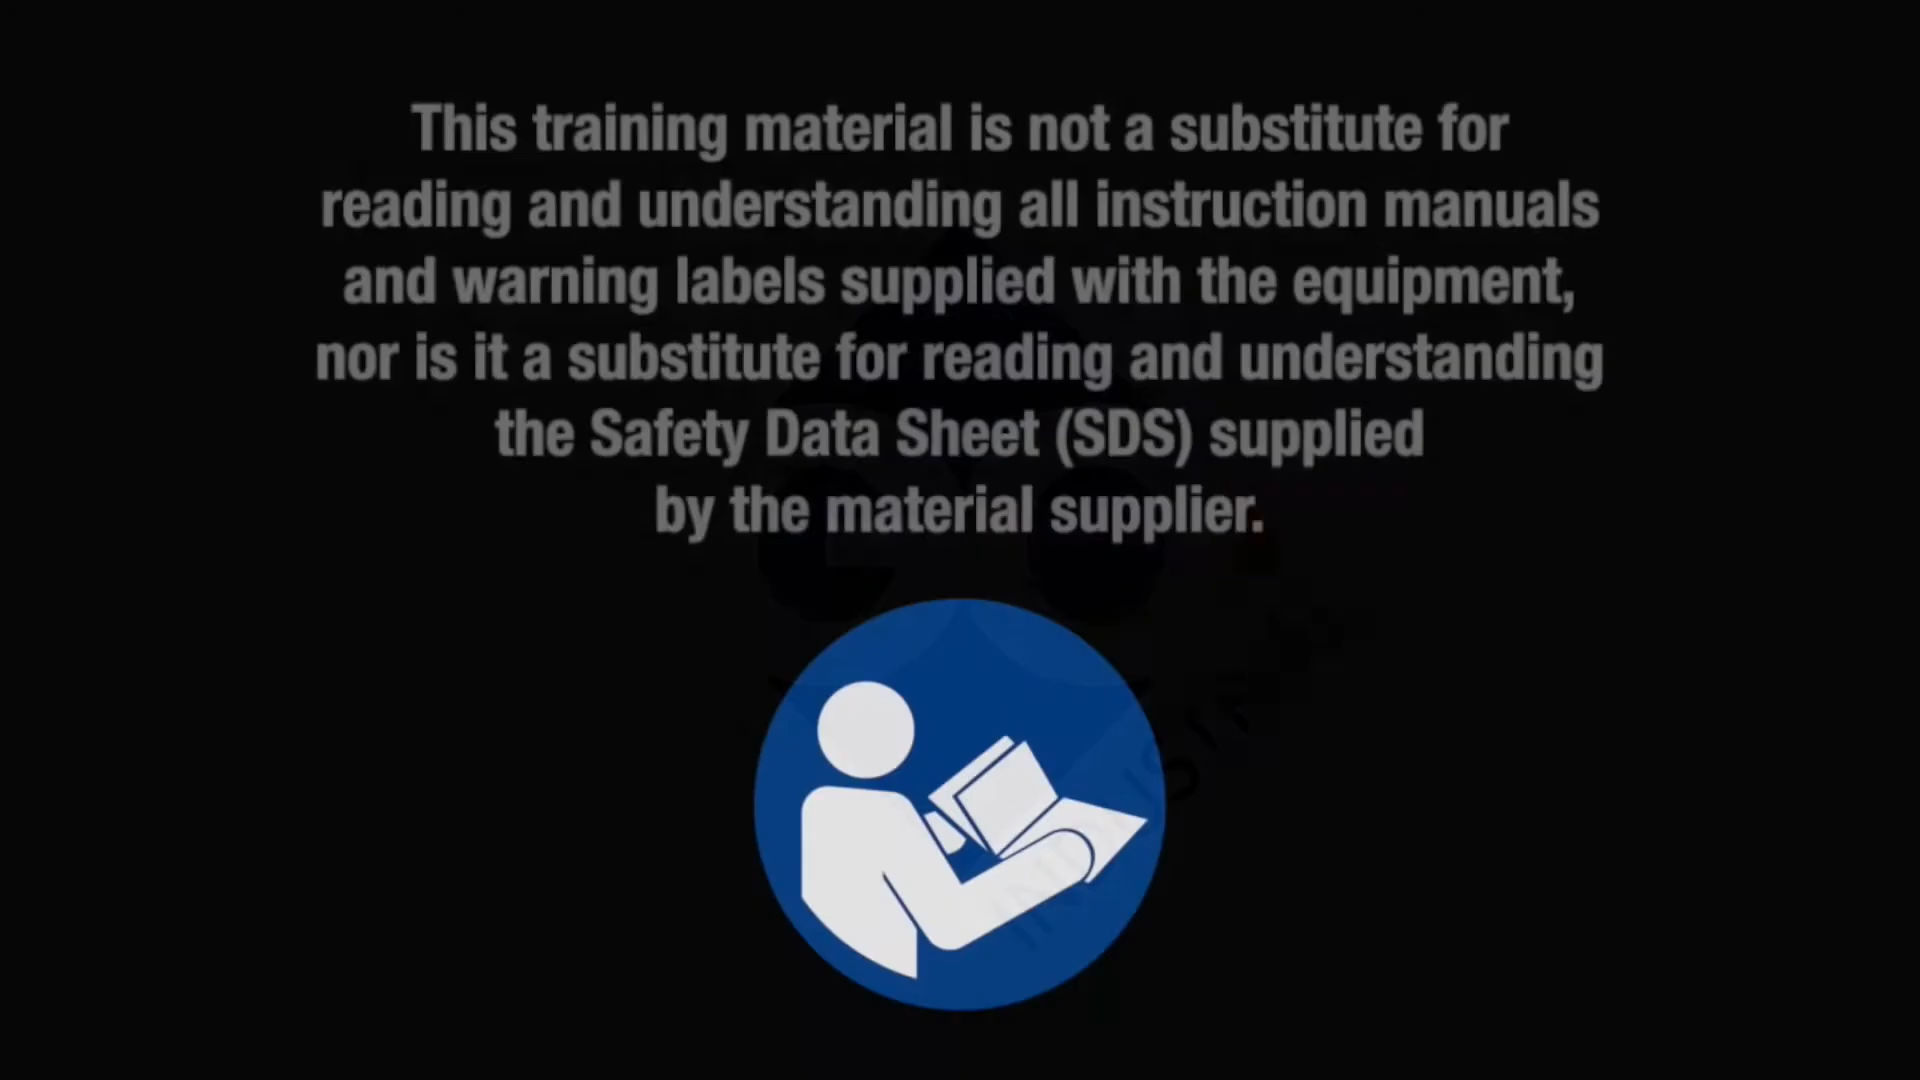 This training material is not a substitute for
reading and understanding all instruction manuals
and warning labels supplied with the equipment,
nor is it a substitute for reading and understanding
the Safety Data Sheet (SDS) supplied
by the material supplier.